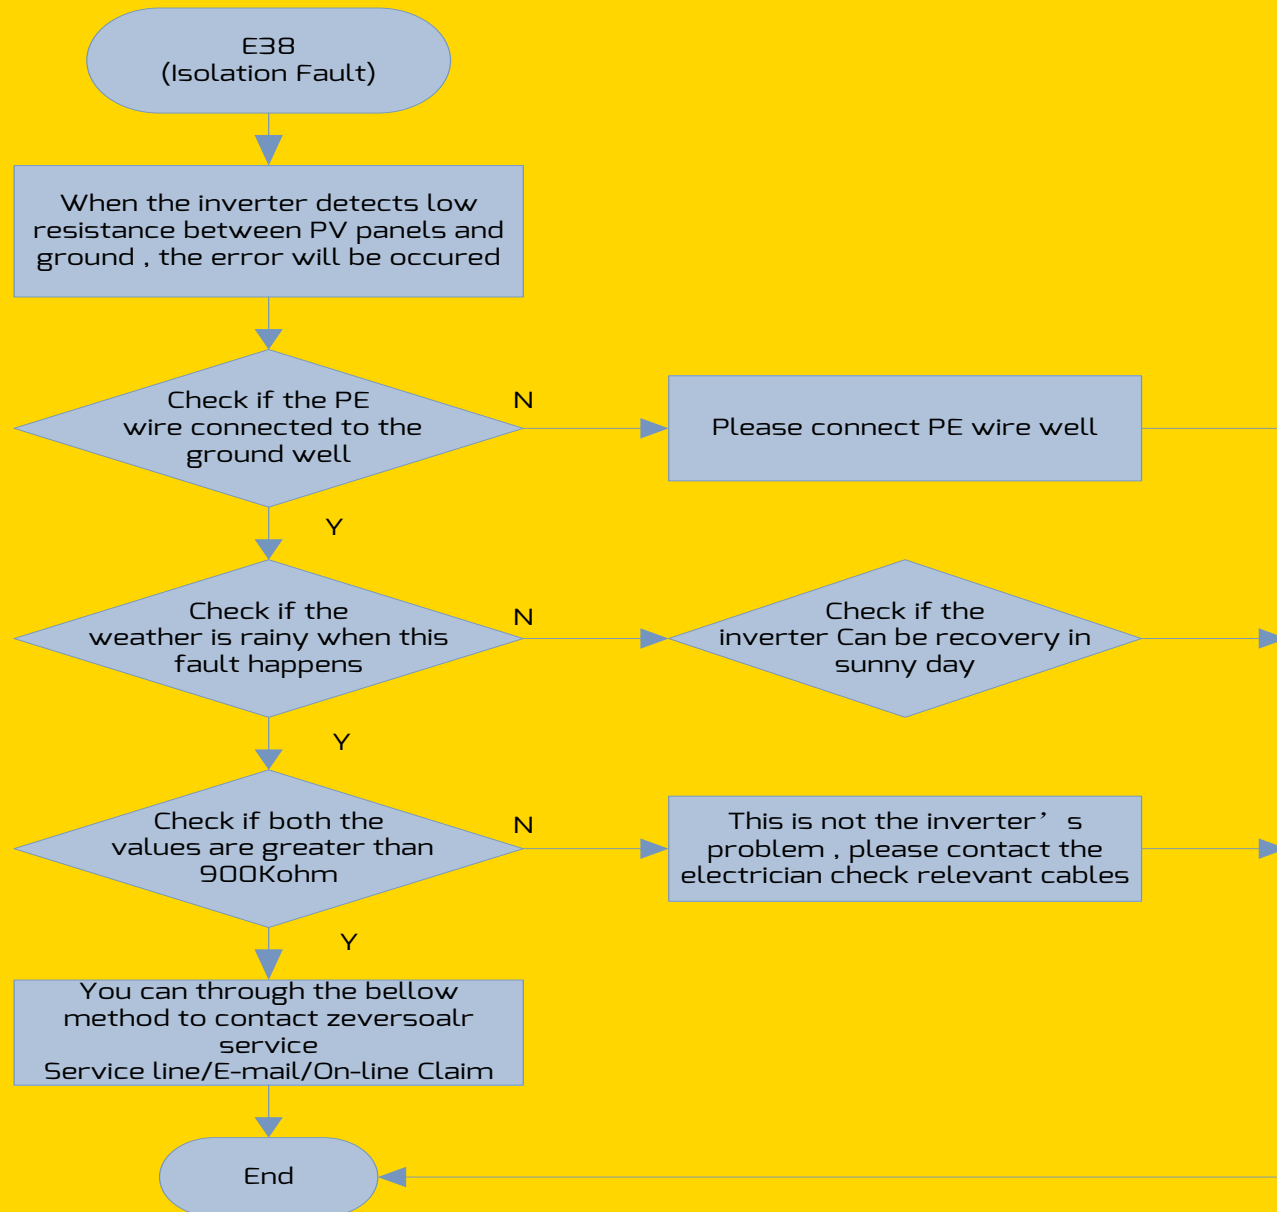 E38
(Isolation Fault)
When the inverter detects low
resistance between PV panels and
ground , the error will be occured
Check if the PE
wire connected to the
ground well
N
Please connect PE wire well
Y
Check if the
weather is rainy when this
fault happens
N
Check if the
inverter Can be recovery in
sunny day
Y
Check if both the
values are greater than
900Kohm
N
This is not the inverter’ s
problem , please contact the
electrician check relevant cables
Y
You can through the bellow
method to contact zeversoalr
service
Service line/E-mail/On-line Claim
End